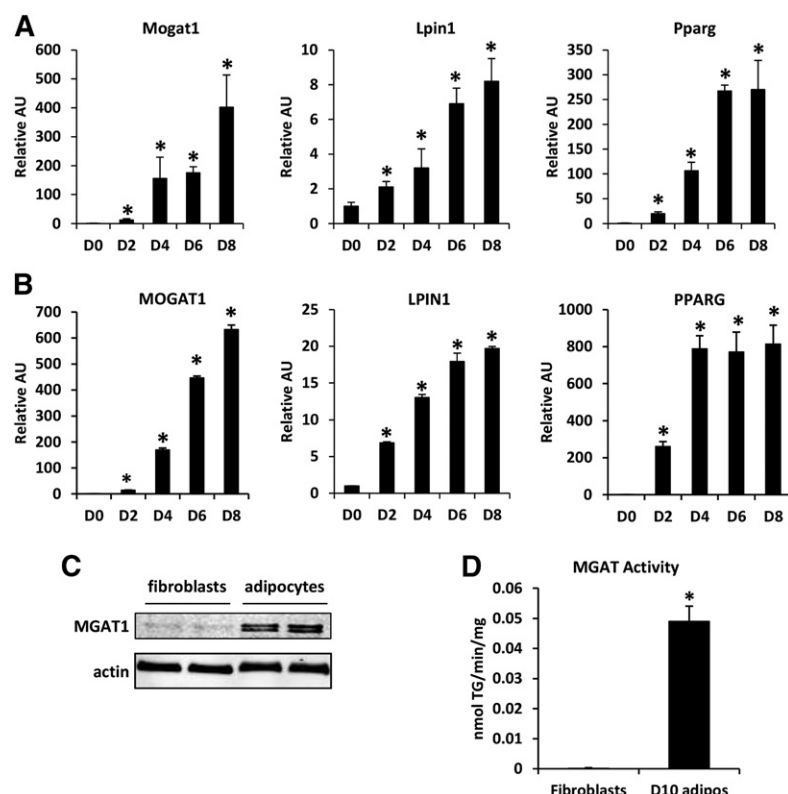 A
Mogat1
Relative AU
600
500
400
300
200
100
0
* * * *
D0 D2 D4 D6 D8
Lpin1
Relative AU
10
8
6
4
2
0
* * * *
D0 D2 D4 D6 D8
Pparg
Relative AU
350
300
250
200
150
100
50
0
* * * *
D0 D2 D4 D6 D8
B
MOGAT1
Relative AU
700
600
500
400
300
200
100
0
* * * *
D0 D2 D4 D6 D8
LPIN1
Relative AU
25
20
15
10
5
0
* * * *
D0 D2 D4 D6 D8
PPARG
Relative AU
1000
800
600
400
200
0
* * * *
D0 D2 D4 D6 D8
C
fibroblasts adipocytes
MGAT1
actin
D
MGAT Activity
nmol TG/min/mg
0.06
0.05
0.04
0.03
0.02
0.01
0
*
Fibroblasts D10 adipos